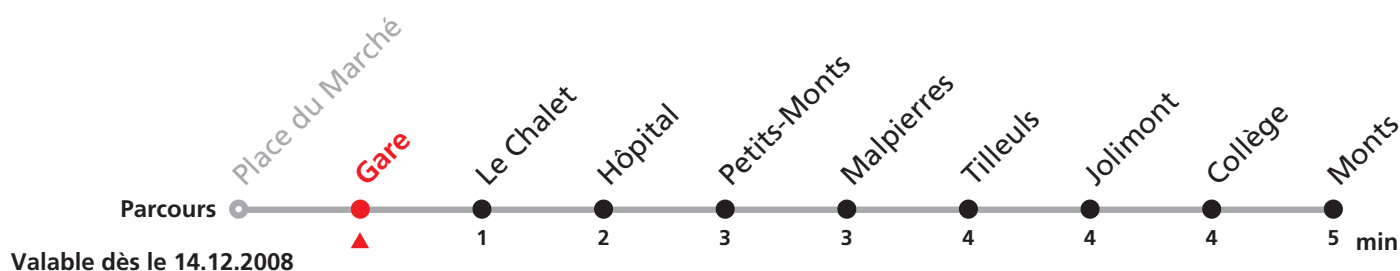 Place du Marché
Gare
Le Chalet
Hôpital
Petits-Monts
Malpierres
Tilleuls
Jolimont
Collège
Monts
Parcours
1 2 3 3 4 4 4 5 min
Valable dès le 14.12.2008